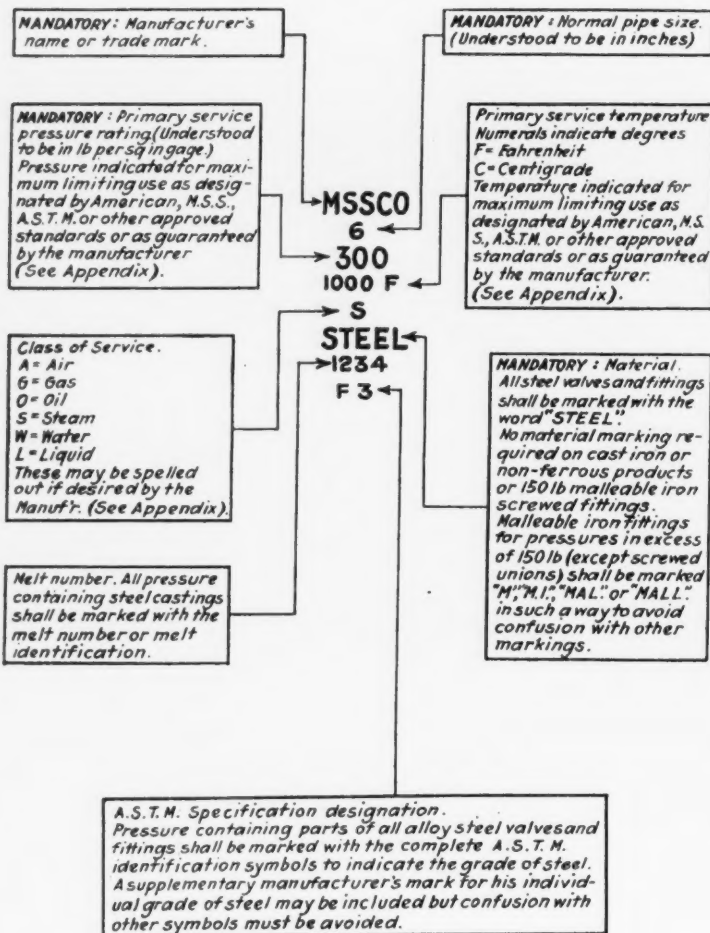 MANDATORY: Manufacturer's
name or trade mark.
MANDATORY: Normal pipe size.
(Understood to be in inches)
MANDATORY: Primary service
pressure rating.(Understood
to be in lb per sq in gage.)
Pressure indicated for maxi-
mum limiting use as desig-
nated by American, M.S.S.,
A.S.T.M. or other approved
standards or as guaranteed
by the manufacturer
(See Appendix).
Primary service temperature
Numerals indicate degrees
F= Fahrenheit
C= Centigrade
Temperature indicated for
maximum limiting use as
designated by American, M.S.
S., A.S.T.M. or other approved
standards or as guaranteed
by the manufacturer.
(See Appendix).
MSSCO
6
300
1000 F
S
STEEL
1234
F 3
Class of Service.
A= Air
G= Gas
O= Oil
S= Steam
W= Water
L= Liquid
These may be spelled
out if desired by the
Manuf'r. (See Appendix).
MANDATORY: Material.
All steel valves and fittings
shall be marked with the
word "STEEL".
No material marking re-
quired on cast iron or
non-ferrous products
or 150 lb malleable iron
screwed fittings.
Malleable iron fittings
for pressures in excess
of 150 lb (except screwed
unions) shall be marked
"M","M.I.","MAL." or "MALL".
in such a way to avoid
confusion with other
markings.
Melt number. All pressure
containing steel castings
shall be marked with the
melt number or melt
identification.
A.S.T.M. Specification designation.
Pressure containing parts of all alloy steel valves and
fittings shall be marked with the complete A.S.T.M.
identification symbols to indicate the grade of steel.
A supplementary manufacturer's mark for his individ-
ual grade of steel may be included but confusion with
other symbols must be avoided.